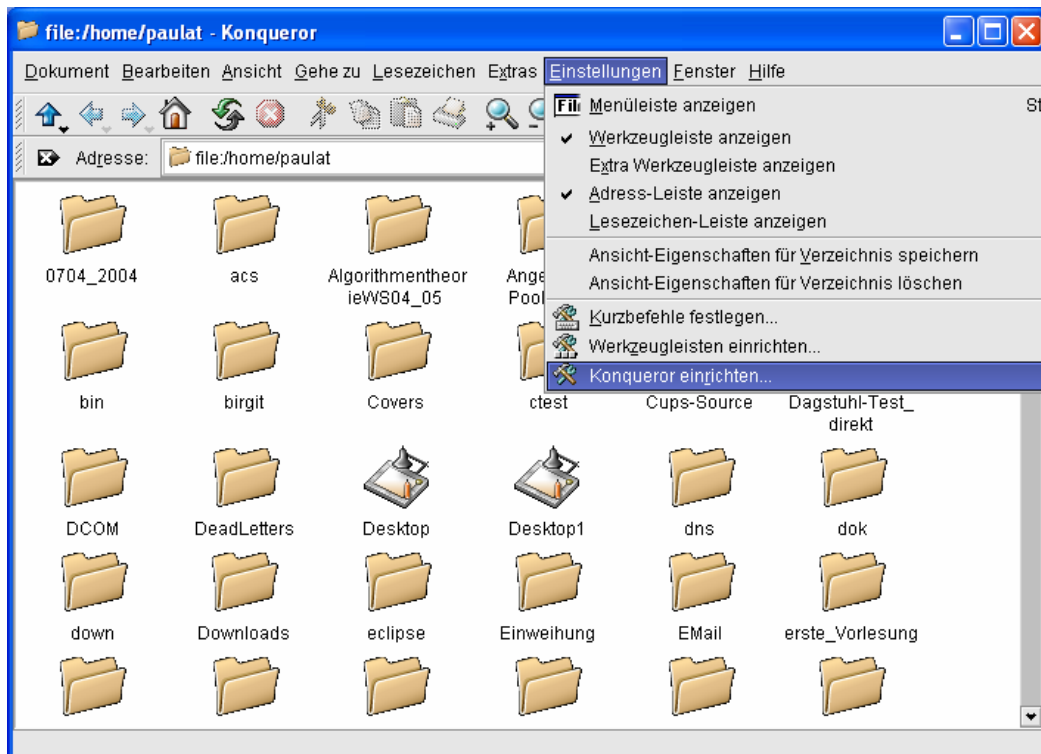 file:/home/paulat - Konqueror
Dokument Bearbeiten Ansicht Gehe zu Lesezeichen Extras Einstellungen Fenster Hilfe
Menüleiste anzeigen
Werkzeugleiste anzeigen
Extra Werkzeugleiste anzeigen
Adress-Leiste anzeigen
Lesezeichen-Leiste anzeigen
Ansicht-Eigenschaften für Verzeichnis speichern
Ansicht-Eigenschaften für Verzeichnis löschen
Kurzbefehle festlegen...
Werkzeugleisten einrichten...
Konqueror einrichten...
Adresse: file:/home/paulat
0704_2004 acs Algorithmentheor
ieWS04_05
bin birgit Covers ctest Cups-Source Dagstuhl-Test_
direkt
DCOM DeadLetters Desktop Desktop1 dns dok
down Downloads eclipse Einweihung EMail erste_Vorlesung